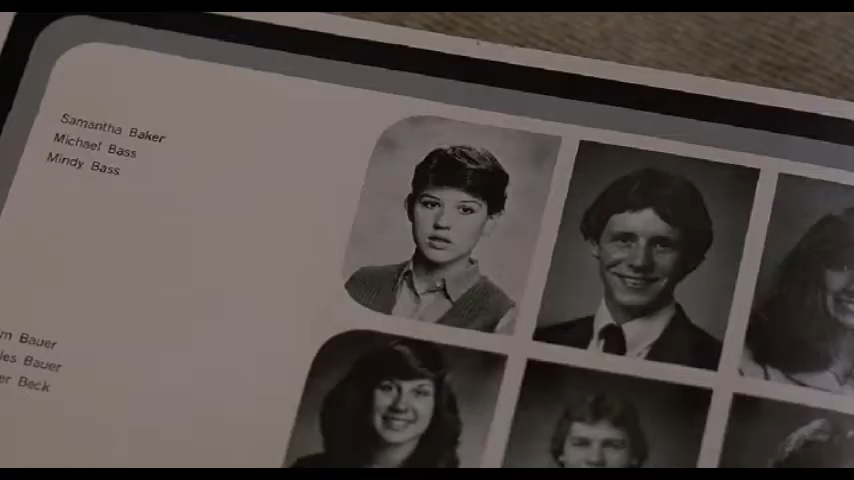 Samantha Baker
Michael Bass
Mindy Bass
Bauer
Bauer
Beck